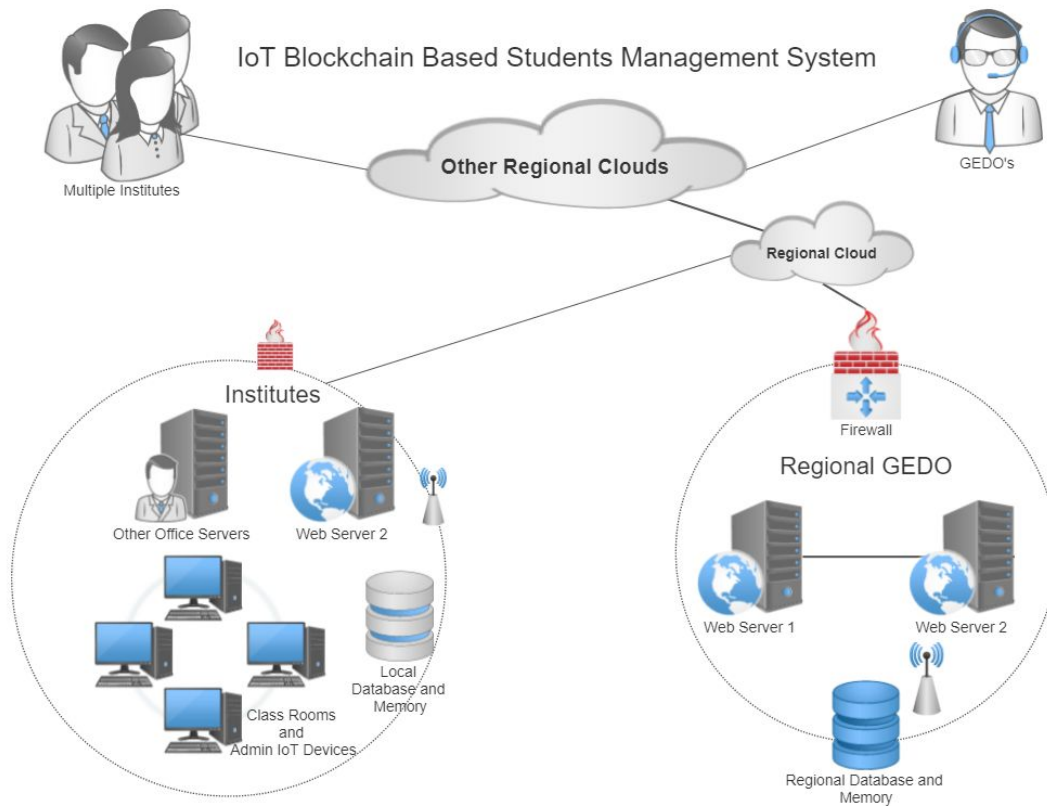 IoT Blockchain Based Students Management System
Multiple Institutes
Other Regional Clouds
GEDO's
Regional Cloud
Institutes
Other Office Servers
Web Server 2
Local
Database and
Memory
Class Rooms
and
Admin IoT Devices
Firewall
Regional GEDO
Web Server 1
Web Server 2
Regional Database and
Memory